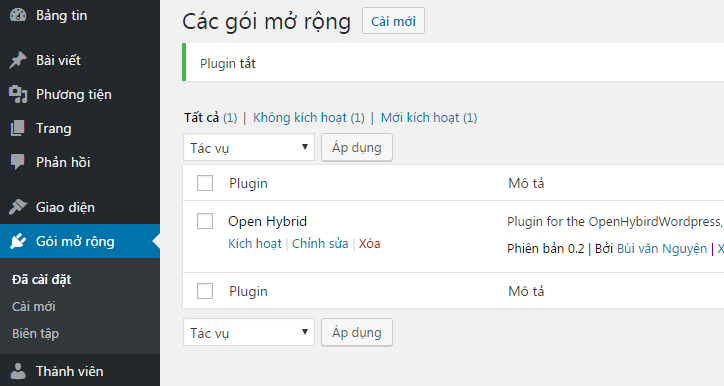 Bảng tin
Bài viết
Phương tiện
Trang
Phản hồi
Giao diện
Gói mở rộng
Đã cài đặt
Cài mới
Biên tập
Thành viên
Các gói mở rộng Cài mới
Plugin tắt
Tất cả (1) | Không kích hoạt (1) | Mới kích hoạt (1)
Tác vụ Áp dụng
Plugin Mô tả
Open Hybrid Plugin for the OpenHybirdWordpress,
Kích hoạt | Chỉnh sửa | Xóa Phiên bản 0.2 | Bởi Bùi văn Nguyện | X
Plugin Mô tả
Tác vụ Áp dụng